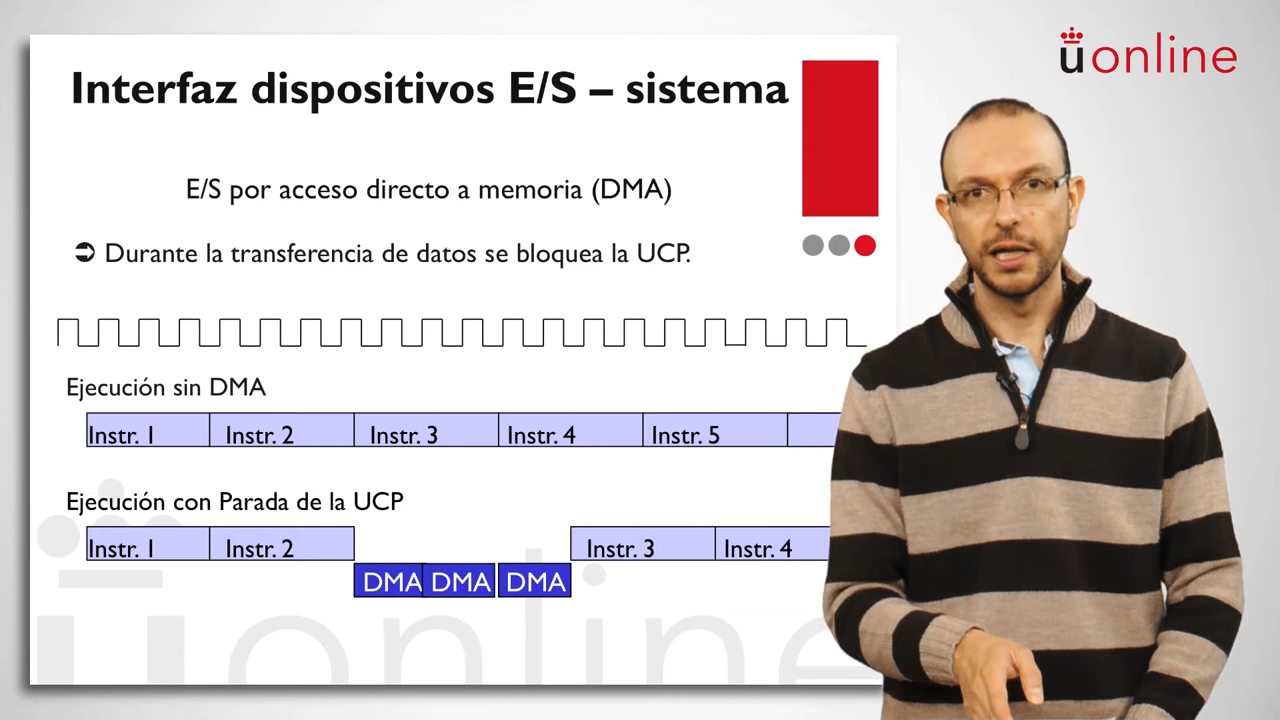 uonline
Interfaz dispositivos E/S – sistema
E/S por acceso directo a memoria (DMA)
Durante la transferencia de datos se bloquea la UCP.
Ejecución sin DMA
Instr. 1 Instr. 2 Instr. 3 Instr. 4 Instr. 5
Ejecución con Parada de la UCP
Instr. 1 Instr. 2 Instr. 3 Instr. 4
DMA DMA DMA
uonline